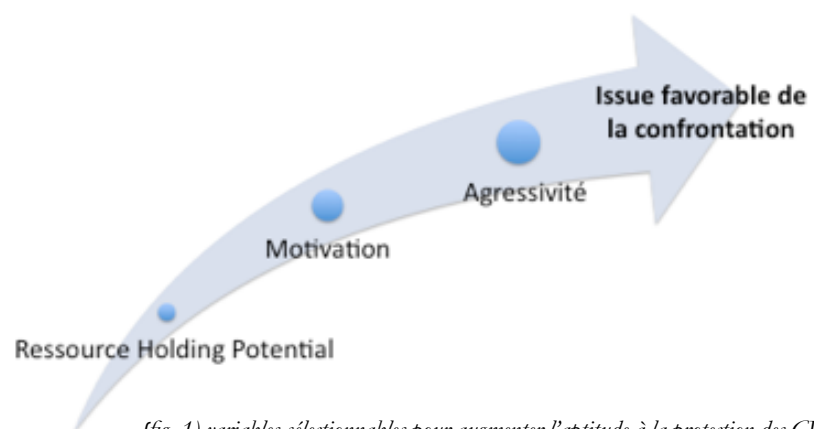 Issue favorable de
la confrontation
Agressivité
Motivation
Ressource Holding Potential
(fig. 1) variables sélectionnables pour augmenter l'aptitude à la protection des